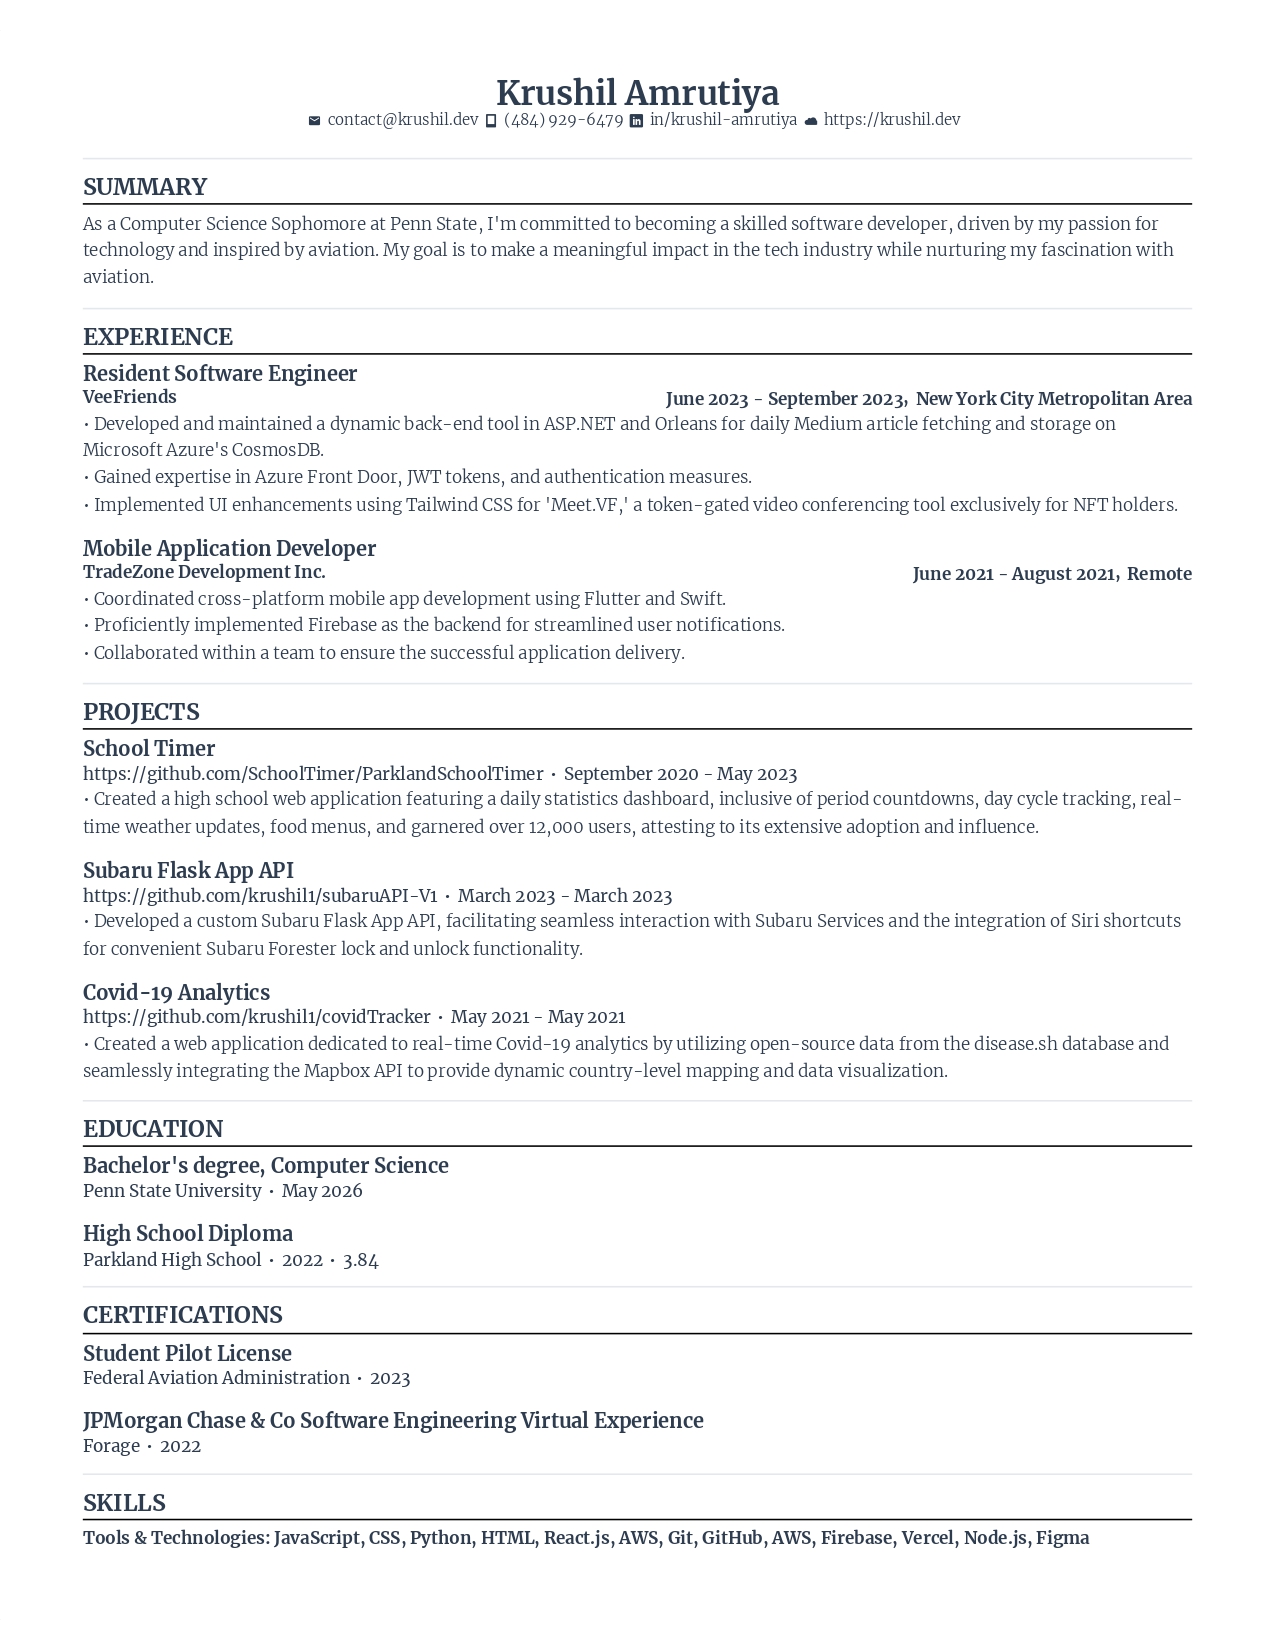 Krushil Amrutiya
contact@krushil.dev (484) 929-6479 in/krushil-amrutiya https://krushil.dev
SUMMARY
As a Computer Science Sophomore at Penn State, I'm committed to becoming a skilled software developer, driven by my passion for
technology and inspired by aviation. My goal is to make a meaningful impact in the tech industry while nurturing my fascination with
aviation.
EXPERIENCE
Resident Software Engineer
VeeFriends June 2023 - September 2023, New York City Metropolitan Area
• Developed and maintained a dynamic back-end tool in ASP.NET and Orleans for daily Medium article fetching and storage on
Microsoft Azure's CosmosDB.
• Gained expertise in Azure Front Door, JWT tokens, and authentication measures.
• Implemented UI enhancements using Tailwind CSS for 'Meet.VF,' a token-gated video conferencing tool exclusively for NFT holders.
Mobile Application Developer
TradeZone Development Inc. June 2021 - August 2021, Remote
• Coordinated cross-platform mobile app development using Flutter and Swift.
• Proficiently implemented Firebase as the backend for streamlined user notifications.
• Collaborated within a team to ensure the successful application delivery.
PROJECTS
School Timer
https://github.com/SchoolTimer/ParklandSchoolTimer • September 2020 - May 2023
• Created a high school web application featuring a daily statistics dashboard, inclusive of period countdowns, day cycle tracking, real-
time weather updates, food menus, and garnered over 12,000 users, attesting to its extensive adoption and influence.
Subaru Flask App API
https://github.com/krushil1/subaruAPI-V1 • March 2023 - March 2023
• Developed a custom Subaru Flask App API, facilitating seamless interaction with Subaru Services and the integration of Siri shortcuts
for convenient Subaru Forester lock and unlock functionality.
Covid-19 Analytics
https://github.com/krushil1/covidTracker • May 2021 - May 2021
• Created a web application dedicated to real-time Covid-19 analytics by utilizing open-source data from the disease.sh database and
seamlessly integrating the Mapbox API to provide dynamic country-level mapping and data visualization.
EDUCATION
Bachelor's degree, Computer Science
Penn State University • May 2026
High School Diploma
Parkland High School • 2022 • 3.84
CERTIFICATIONS
Student Pilot License
Federal Aviation Administration • 2023
JPMorgan Chase & Co Software Engineering Virtual Experience
Forage • 2022
SKILLS
Tools & Technologies: JavaScript, CSS, Python, HTML, React.js, AWS, Git, GitHub, AWS, Firebase, Vercel, Node.js, Figma